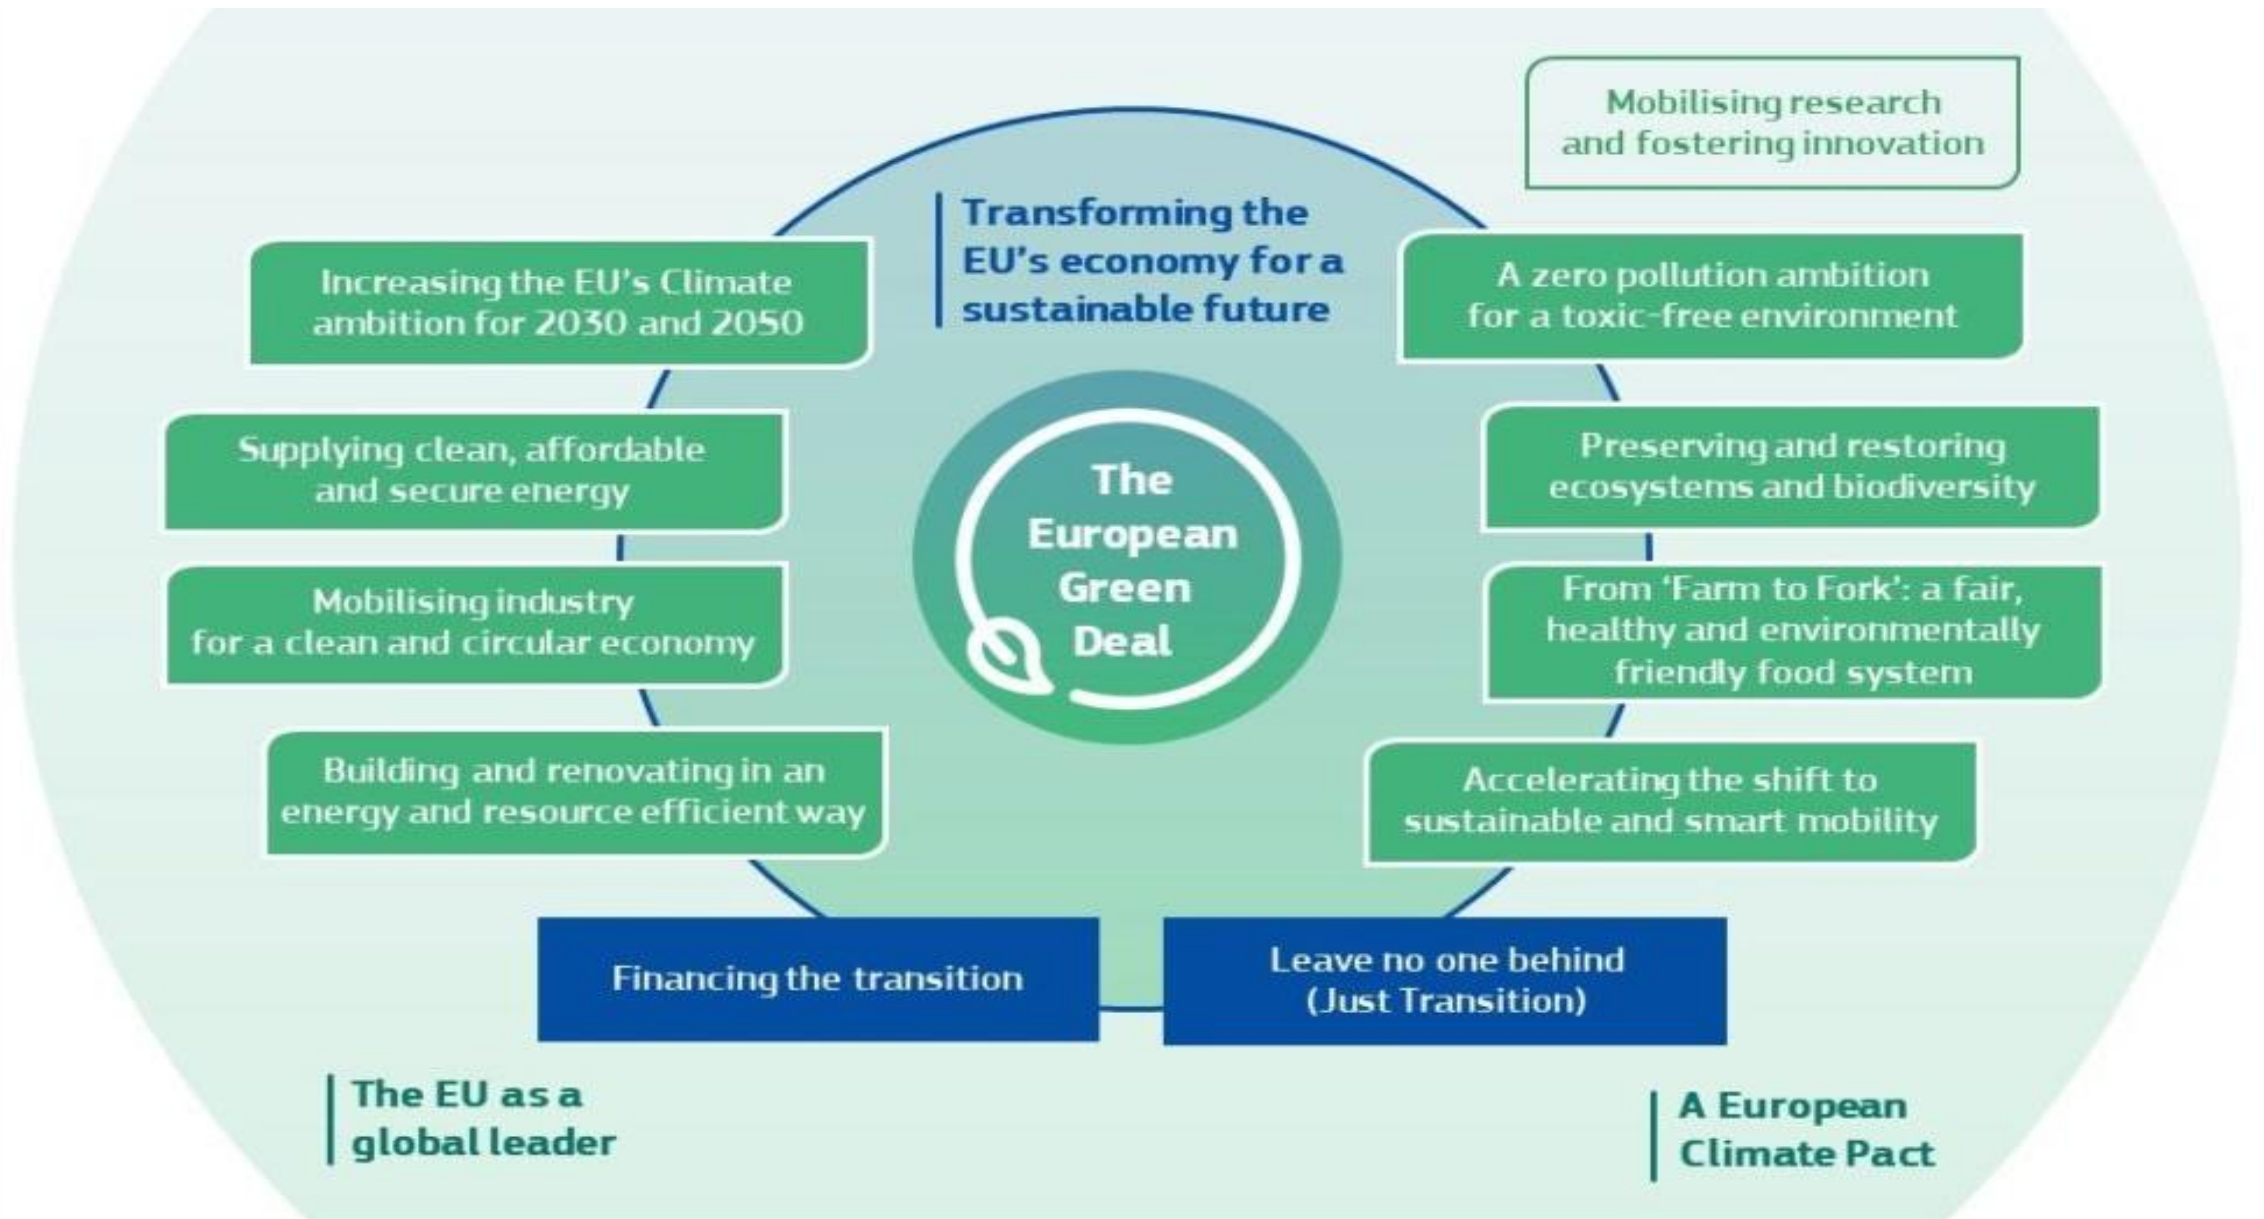 Mobilising research
and fostering innovation
Transforming the
EU's economy for a
sustainable future
Increasing the EU's Climate
ambition for 2030 and 2050
A zero pollution ambition
for a toxic-free environment
Supplying clean, affordable
and secure energy
Preserving and restoring
ecosystems and biodiversity
The
European
Green
Deal
Mobilising industry
for a clean and circular economy
From ‘Farm to Fork’: a fair,
healthy and environmentally
friendly food system
Building and renovating in an
energy and resource efficient way
Accelerating the shift to
sustainable and smart mobility
Financing the transition
Leave no one behind
(Just Transition)
The EU as a
global leader
A European
Climate Pact